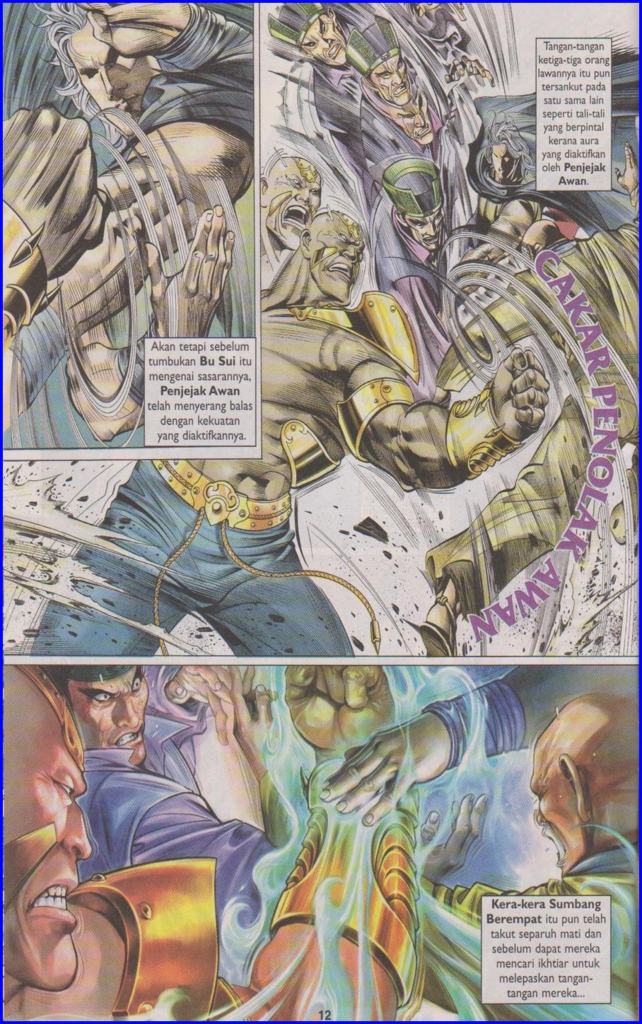 Tangan-tangan
ketiga-tiga orang
lawannya itu pun
tersankut pada
satu sama lain
seperti tali-tali
yang berpintal
kerana aura
yang diaktifkan
oleh Penjejak
Awan.
Akan tetapi sebelum
tumbukan Bu Sui itu
mengenai sasarannya,
Penjejak Awan
telah menyerang balas
dengan kekuatan
yang diaktifkannya.
CAKAR PENOLAK AWAN
Kera-kera Sumbang
Berempat itu pun telah
takut separuh mati dan
sebelum dapat mereka
mencari ikhtiar untuk
melepaskan tangan-
tangan mereka...
12